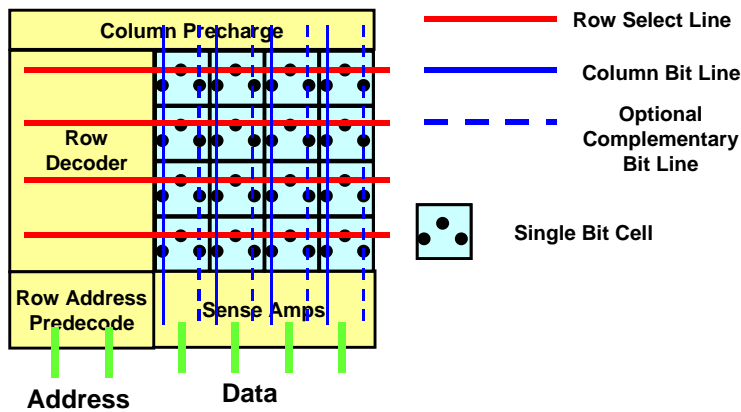 Column Precharge
Row Select Line
Column Bit Line
Row
Decoder
Optional
Complementary
Bit Line
Single Bit Cell
Row Address
Predecode
Sense Amps
Address
Data